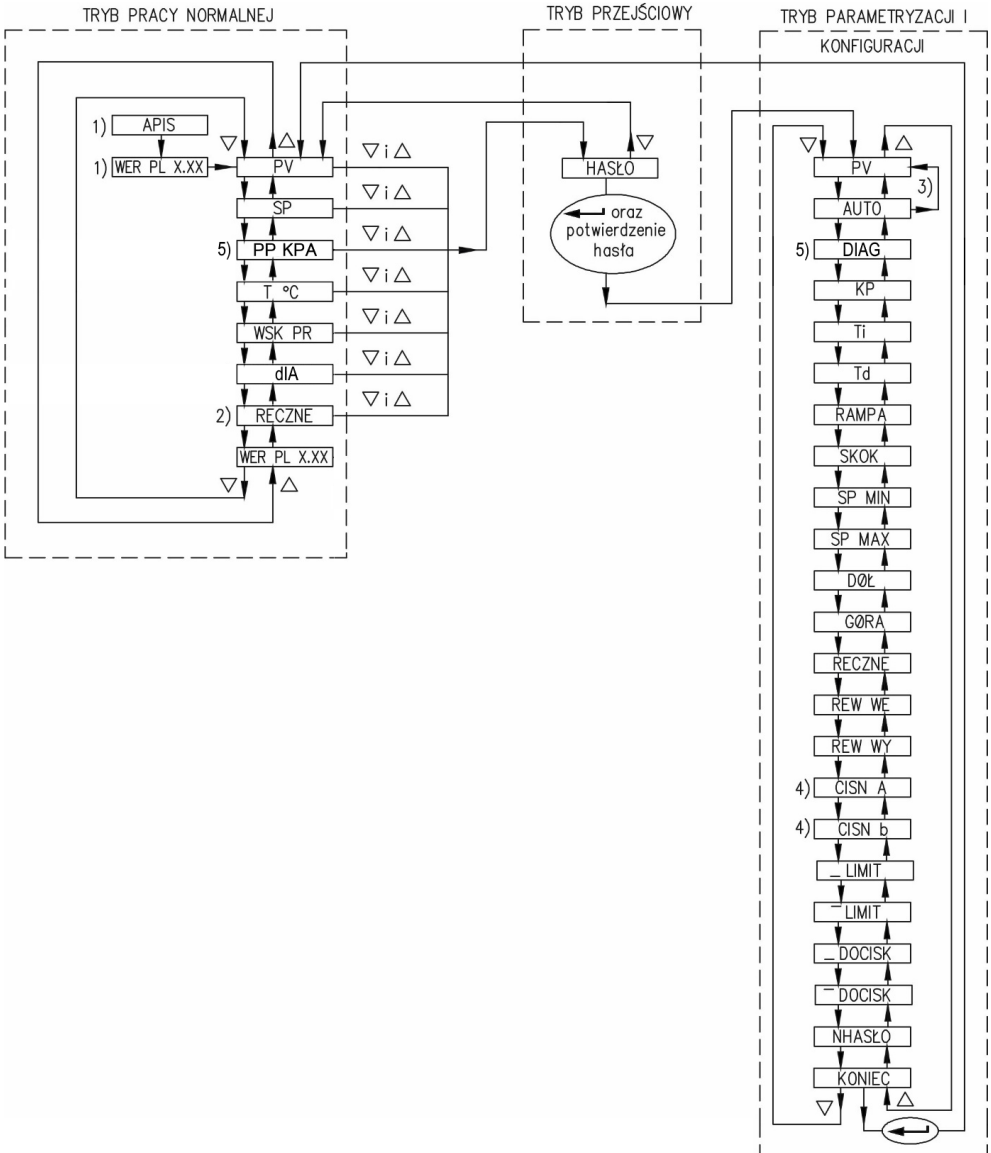 TRYB PRACY NORMALNEJ
1) APIS
1) WER PL X.XX
PV
SP
5) PP KPA
T °C
WSK PR
dIA
2) RECZNE
WER PL X.XX
▽ △
▽ i △
▽ i △
▽ i △
▽ i △
▽ i △
▽ i △
▽ i △
▽ △
TRYB PRZEJŚCIOWY
▽
HASŁO
oraz
potwierdzenie
hasła
TRYB PARAMETRYZACJI I
KONFIGURACJI
▽ △
PV
3)
AUTO
5) DIAG
KP
Ti
Td
RAMPA
SKOK
SP MIN
SP MAX
DØŁ
GØRA
RECZNE
REW WE
REW WY
4) CISN A
4) CISN b
_ LIMIT
‾ LIMIT
_ DOCISK
‾ DOCISK
NHASŁO
KONIEC
▽ △